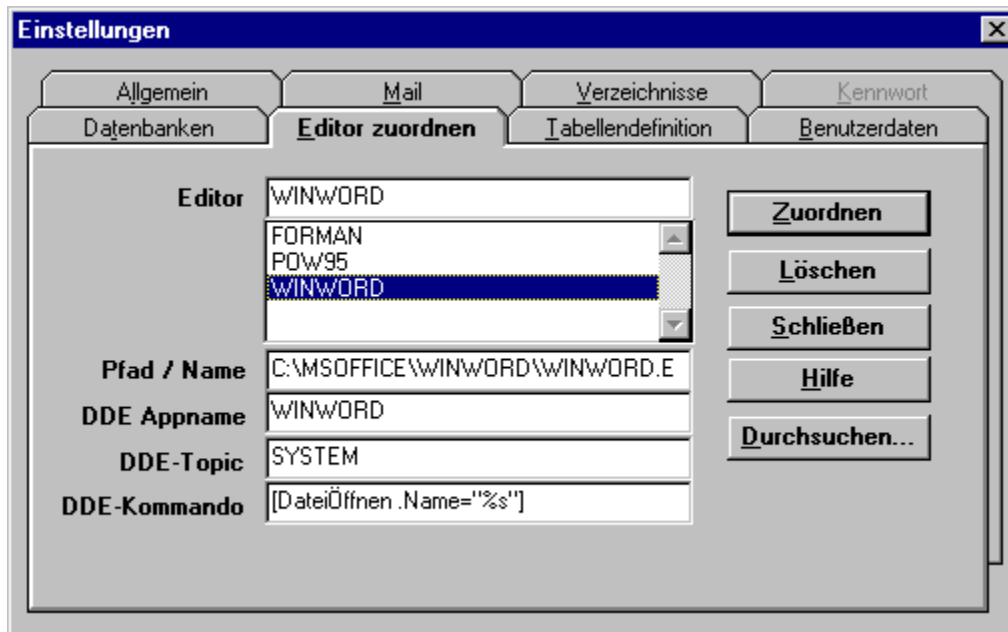 Einstellungen
Allgemein Mail Verzeichnisse Kennwort
Datenbanken Editor zuordnen Tabellendefinition Benutzerdaten
Editor WINWORD
Zuordnen
FORMAN
POW95
WINWORD
Löschen
Schließen
Pfad / Name C:\MSOFFICE\WINWORD\WINWORD.E
Hilfe
DDE Appname WINWORD
Durchsuchen...
DDE-Topic SYSTEM
DDE-Kommando [DateiÖffnen .Name="%s"]